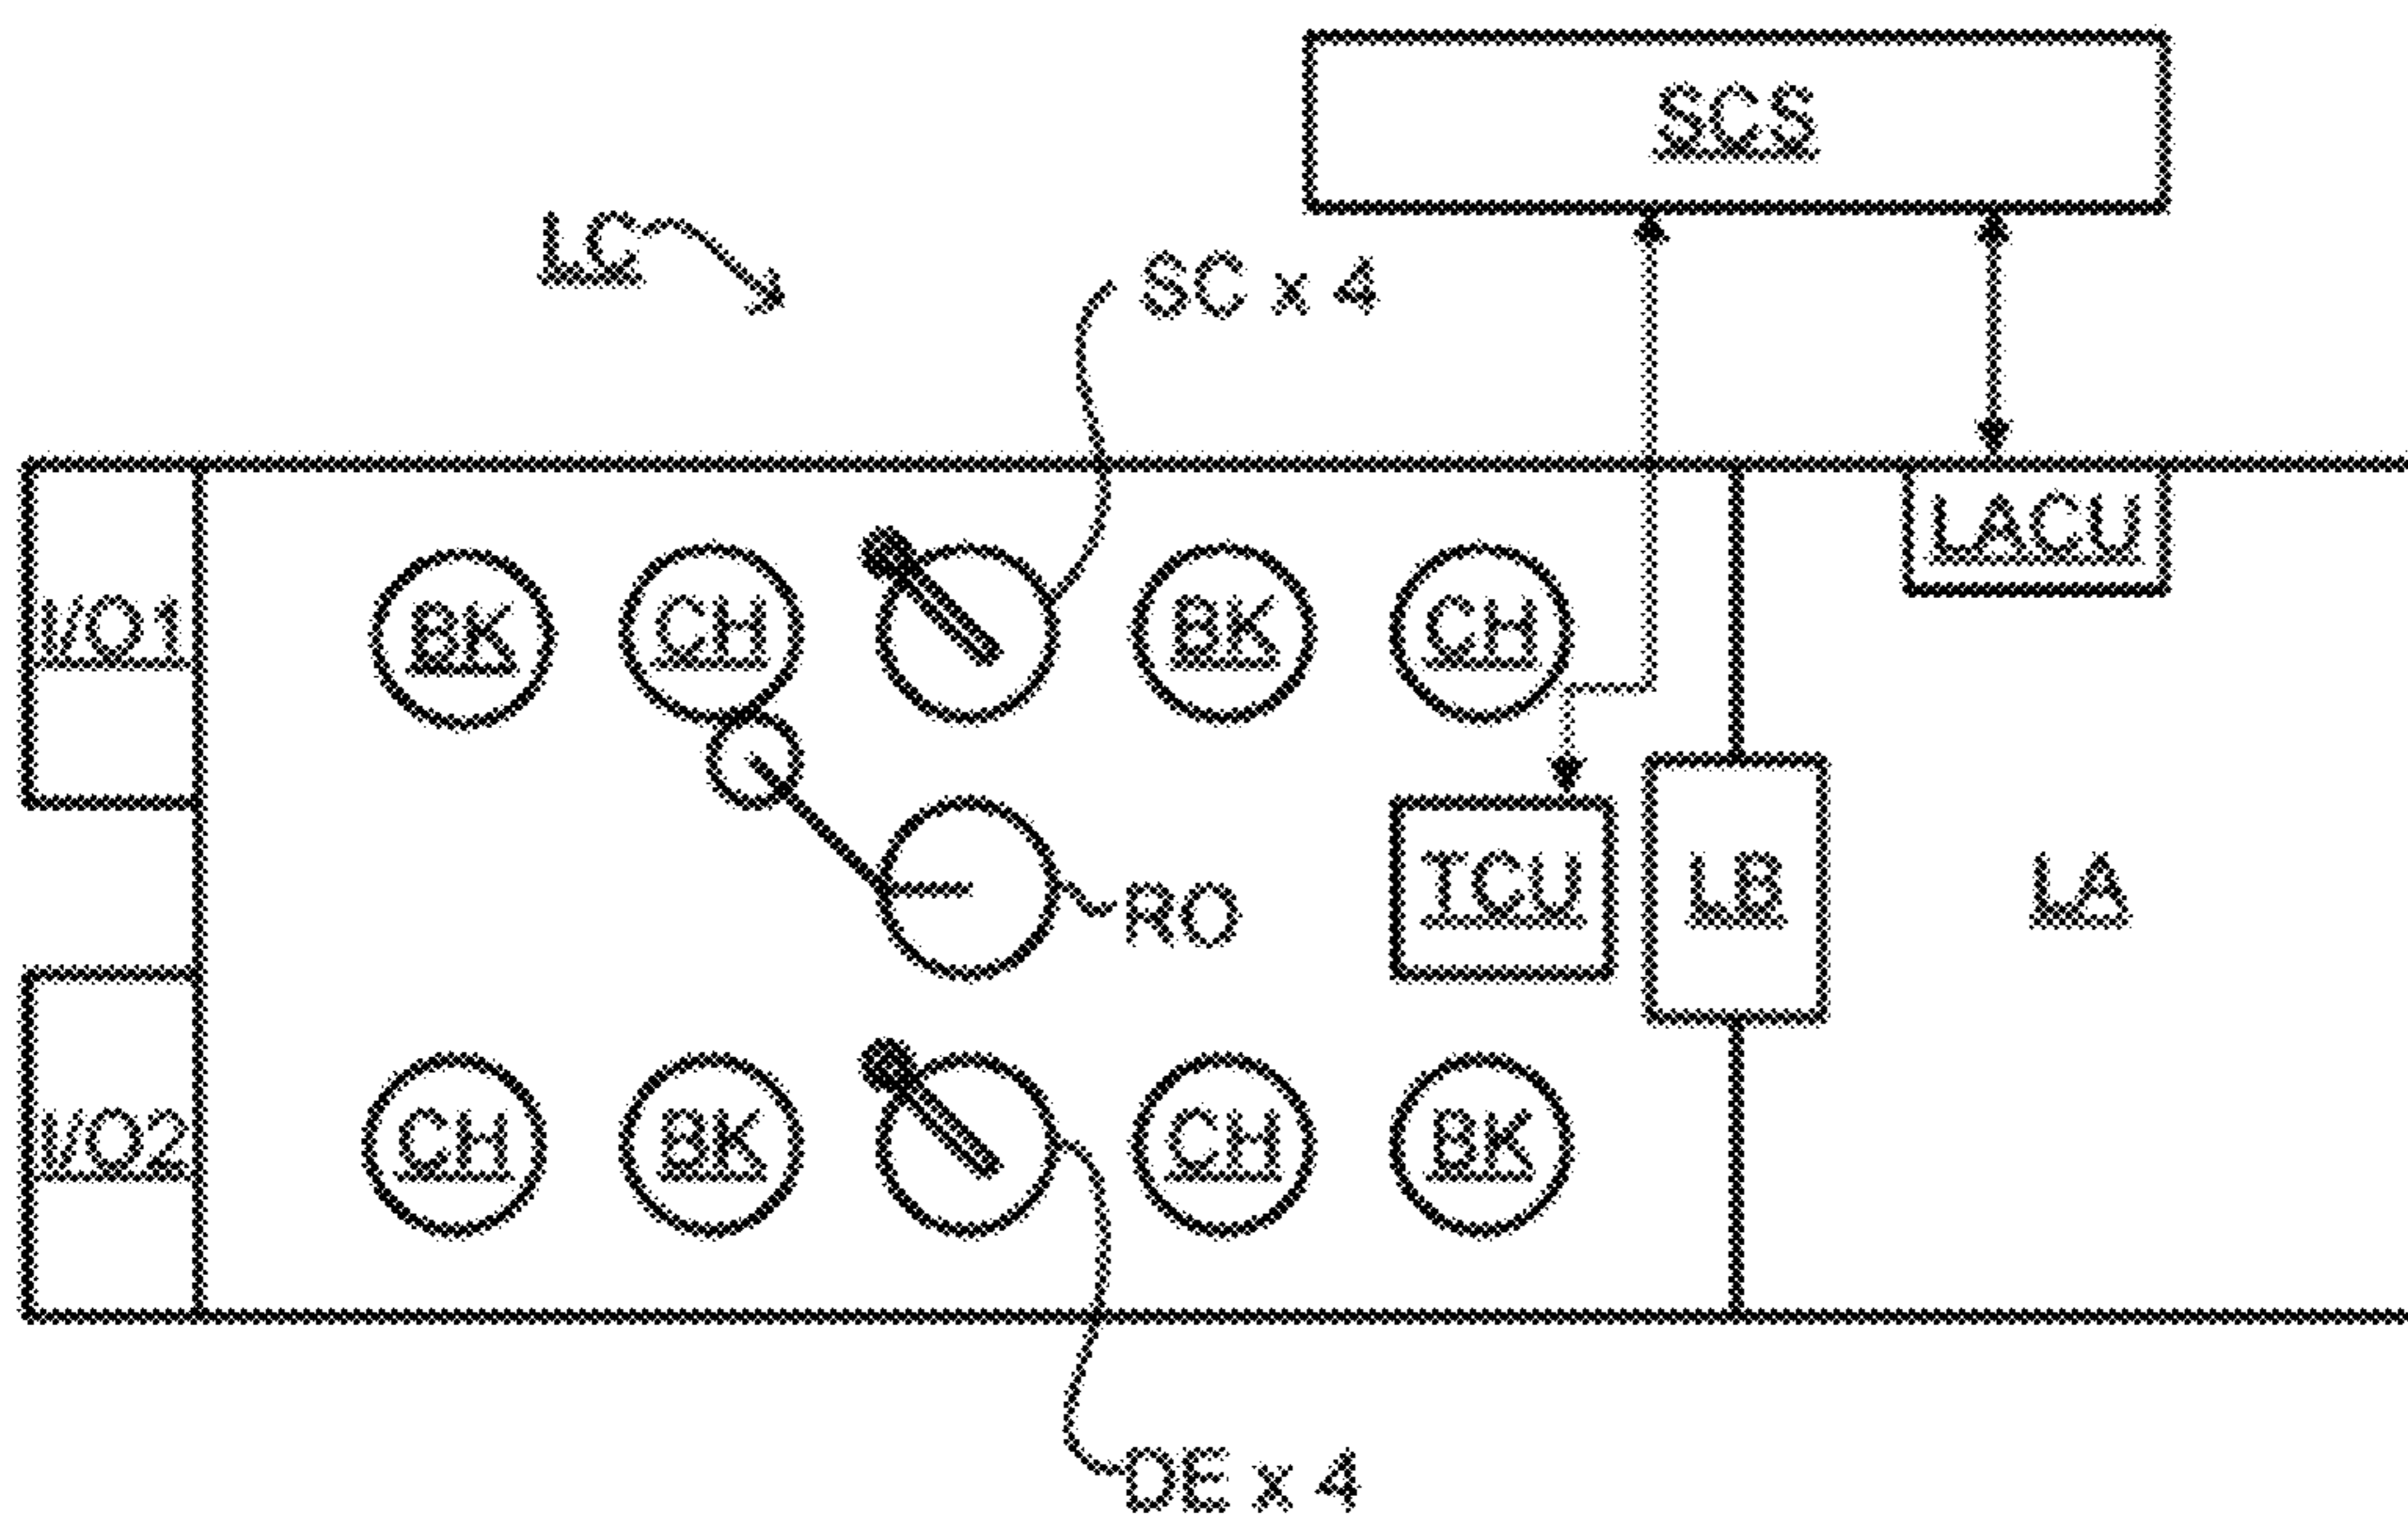 SCS
LC
SC x 4
LACU
I/O1
BK
CH
BK
CH
RO
TCU
LB
LA
I/O2
CH
BK
CH
BK
DE x 4